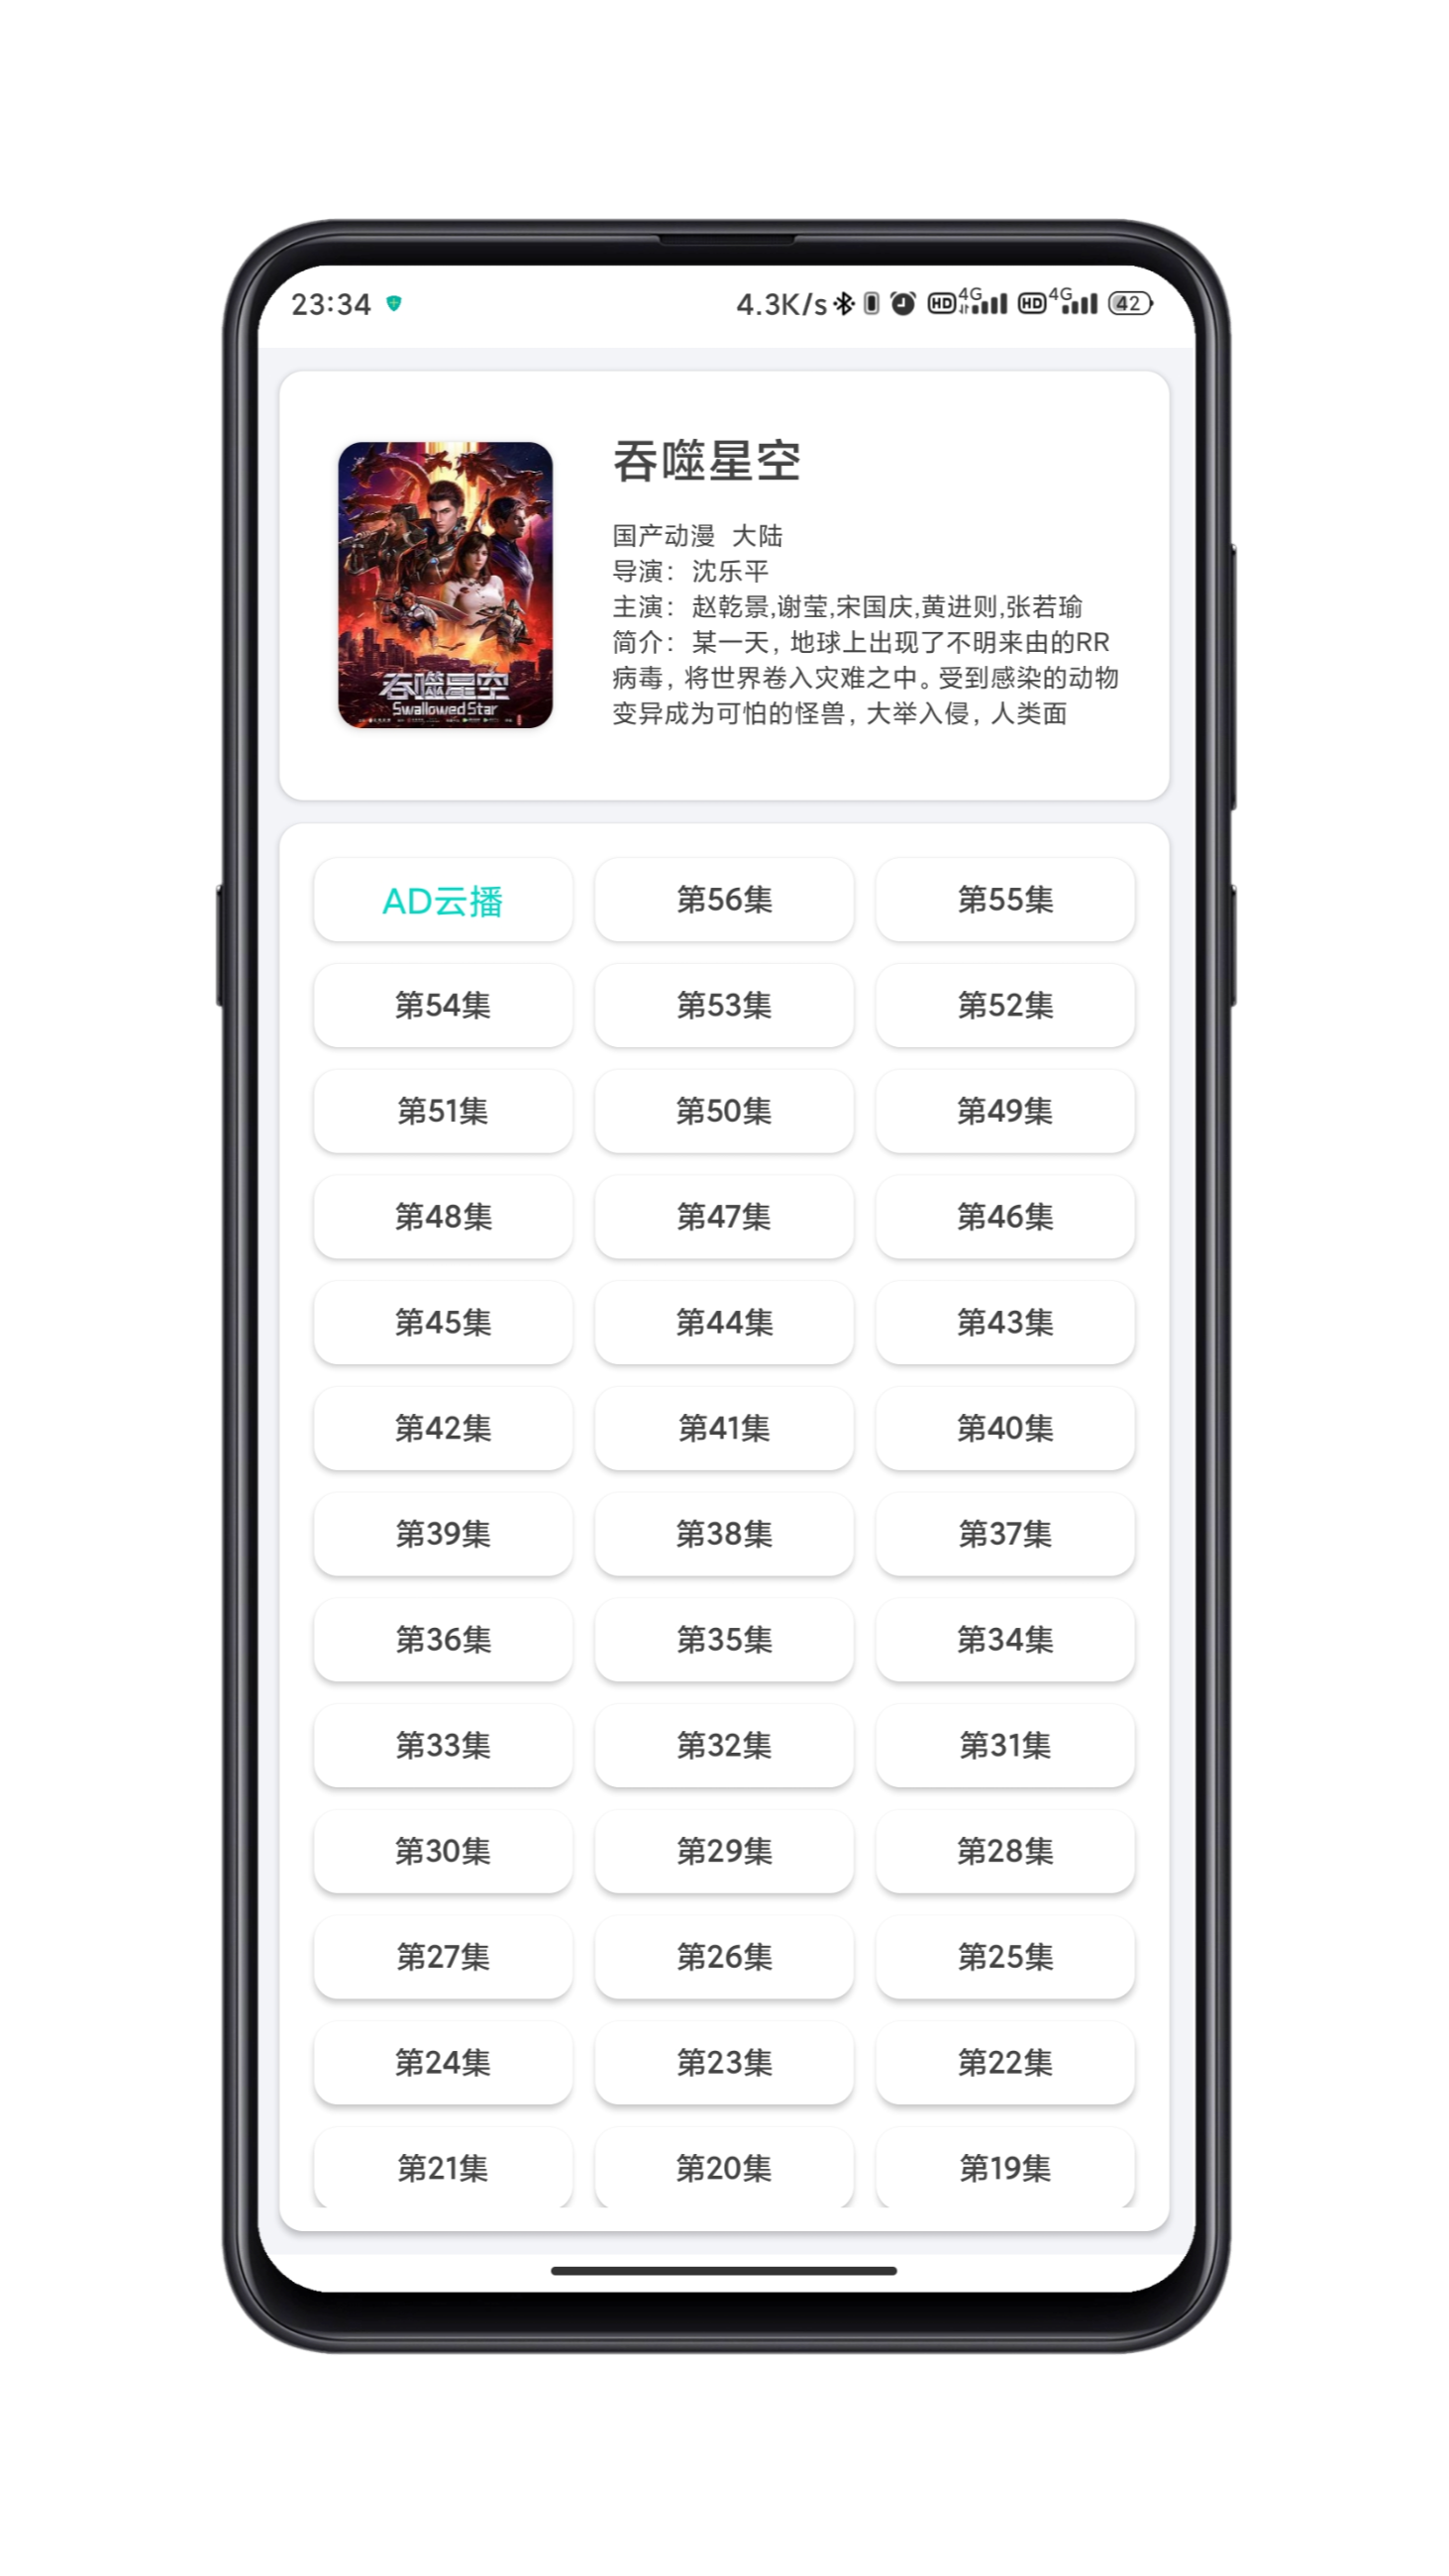 23:34 4.3K/s HD 4G HD 4G 42
吞噬星空
国产动漫 大陆
导演：沈乐平
主演：赵乾景,谢莹,宋国庆,黄进则,张若瑜
简介：某一天，地球上出现了不明来由的RR
病毒，将世界卷入灾难之中。受到感染的动物
变异成为可怕的怪兽，大举入侵，人类面
吞噬星空
Swallowed Star
AD云播 第56集 第55集
第54集 第53集 第52集
第51集 第50集 第49集
第48集 第47集 第46集
第45集 第44集 第43集
第42集 第41集 第40集
第39集 第38集 第37集
第36集 第35集 第34集
第33集 第32集 第31集
第30集 第29集 第28集
第27集 第26集 第25集
第24集 第23集 第22集
第21集 第20集 第19集